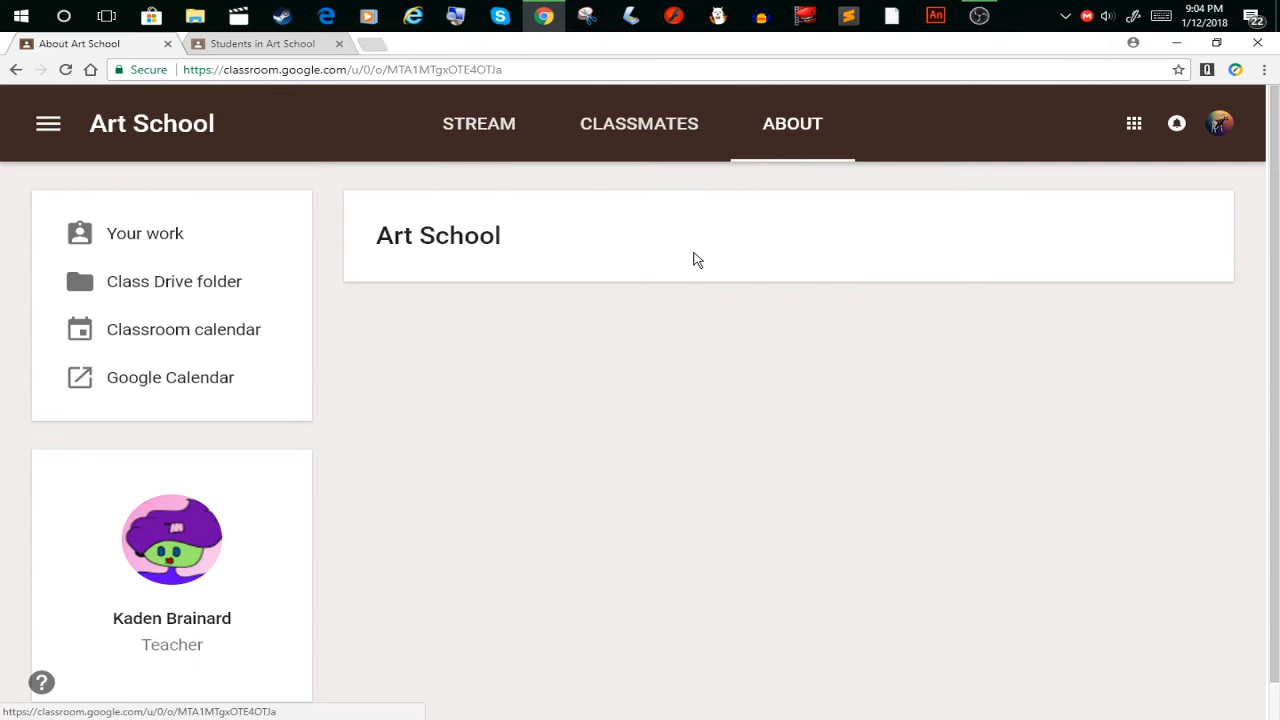 9:04 PM
1/12/2018
22
About Art School
Students in Art School
Secure
https://classroom.google.com/u/0/o/MTA1MTgxOTE4OTJa
Art School
STREAM
CLASSMATES
ABOUT
Your work
Class Drive folder
Classroom calendar
Google Calendar
Art School
Kaden Brainard
Teacher
?
https://classroom.google.com/u/0/o/MTA1MTgxOTE4OTJa